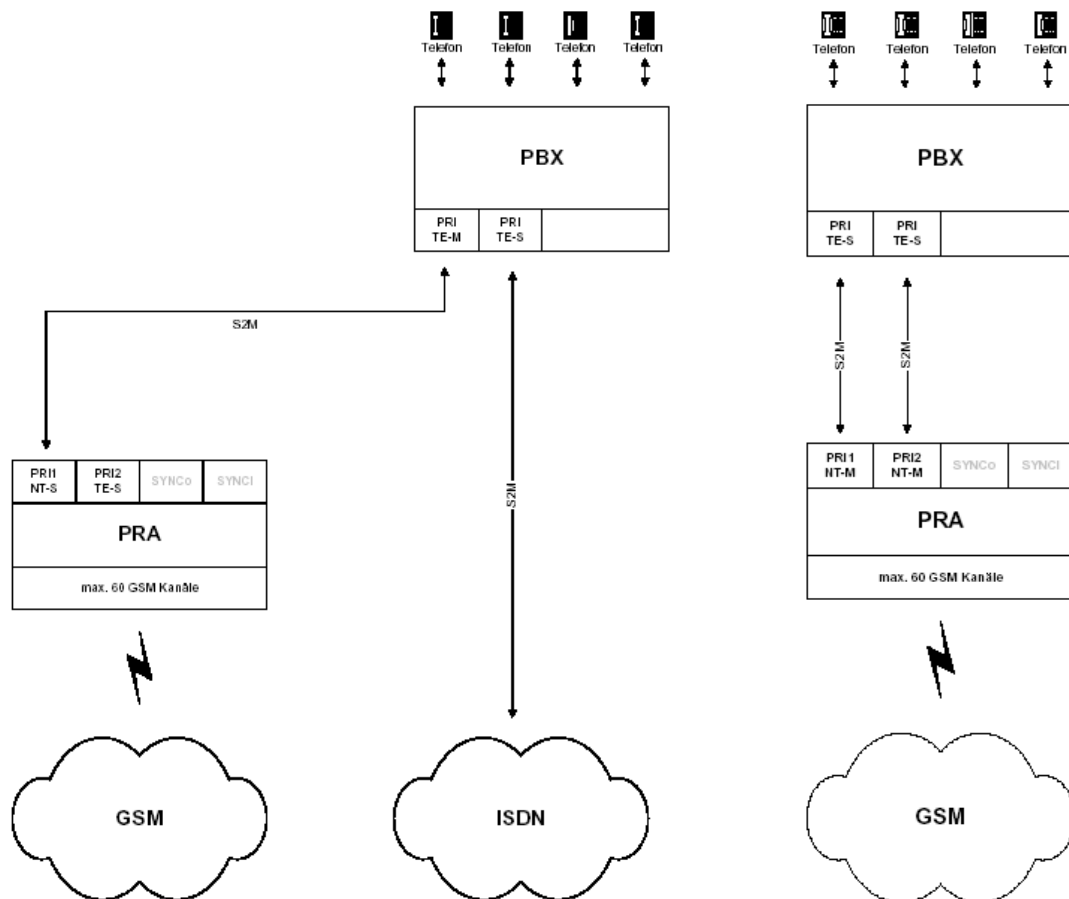 Telefon Telefon Telefon Telefon
PBX
PRI
TE-M
PRI
TE-S
S2M
S2M
PRI1
NT-S
PRI2
TE-S
SYNCo
SYNCI
PRA
max. 60 GSM Kanäle
GSM
ISDN
Telefon Telefon Telefon Telefon
PBX
PRI
TE-S
PRI
TE-S
S2M
S2M
PRI1
NT-M
PRI2
NT-M
SYNCo
SYNCI
PRA
max. 60 GSM Kanäle
GSM